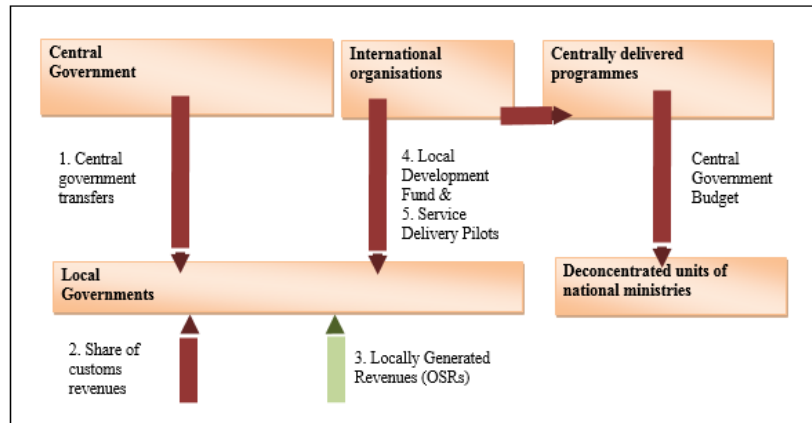 Central
Government
International
organisations
Centrally delivered
programmes
1. Central
government
transfers
4. Local
Development
Fund &
5. Service
Delivery Pilots
Central
Government
Budget
Local
Governments
Deconcentrated units of
national ministries
2. Share of
customs
revenues
3. Locally Generated
Revenues (OSRs)